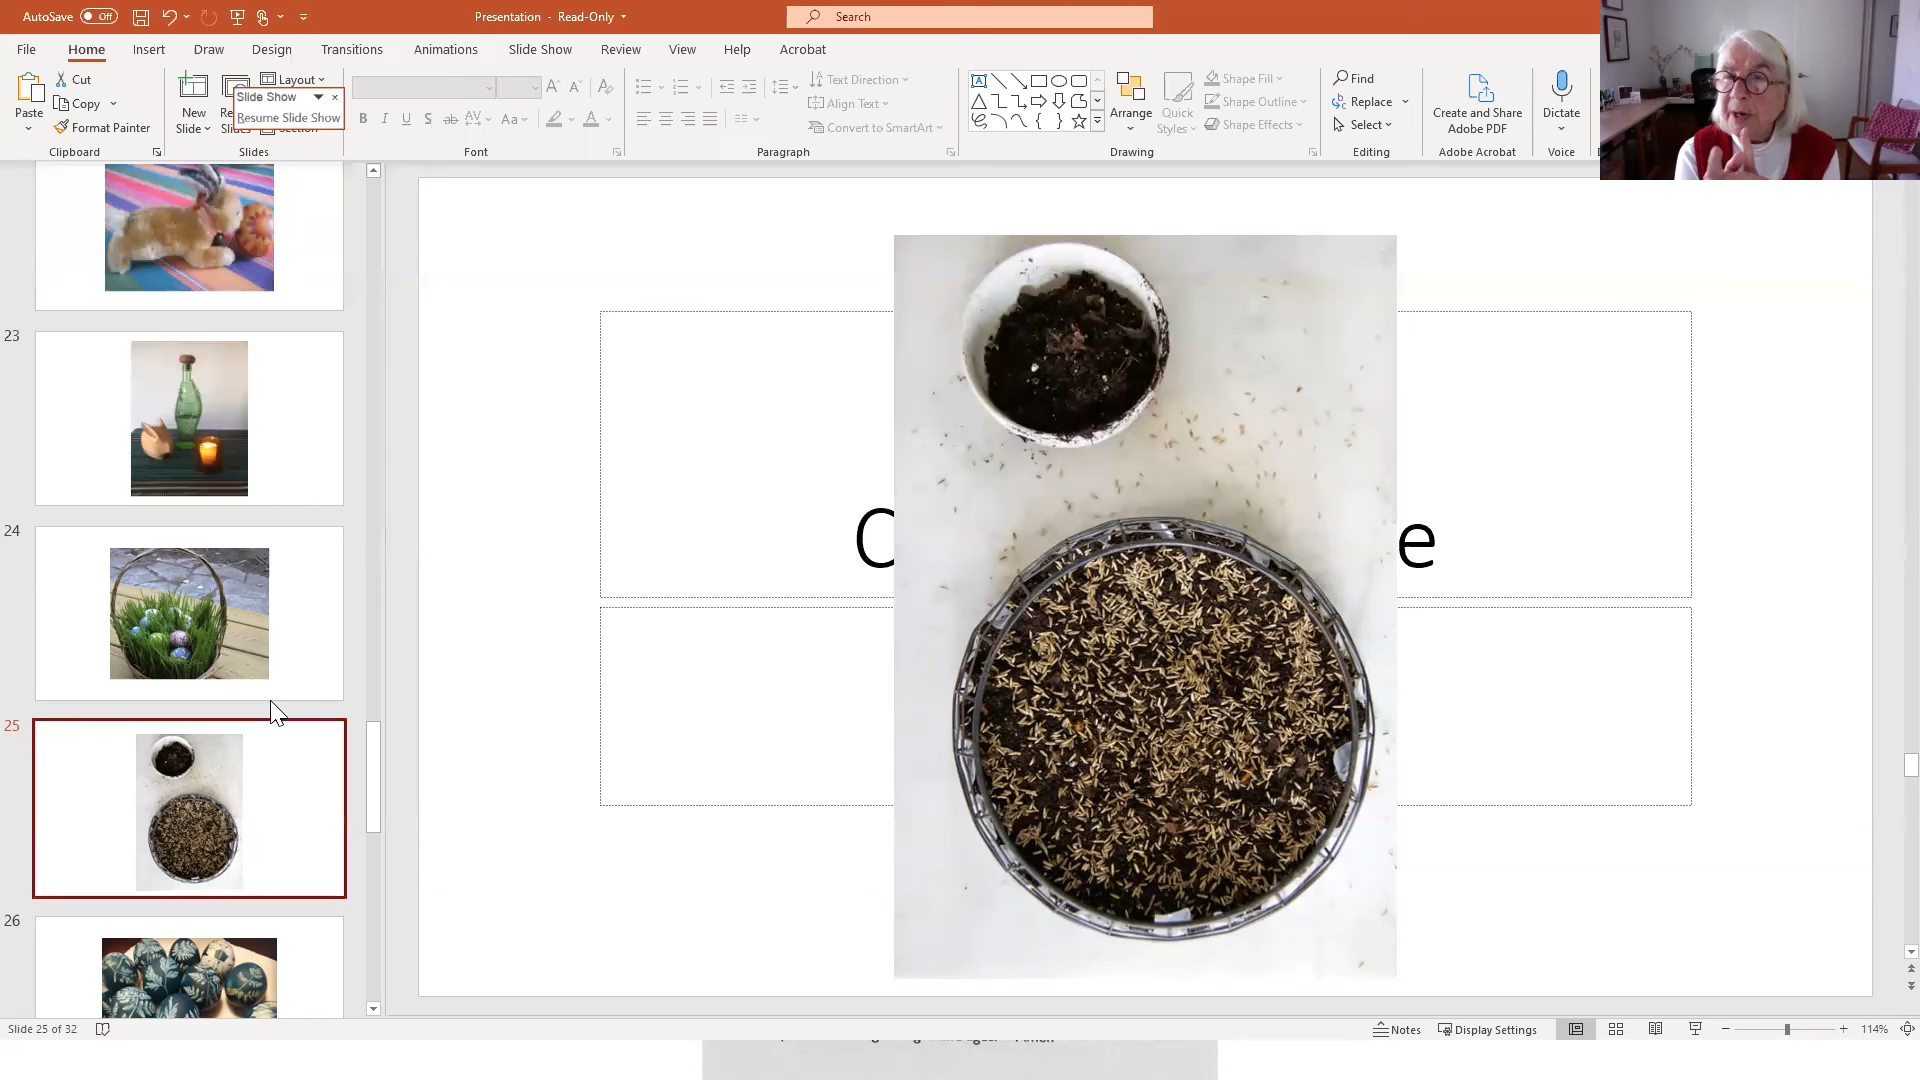 AutoSave Off
Presentation - Read-Only
Search
File Home Insert Draw Design Transitions Animations Slide Show Review View Help Acrobat
Paste
Cut
Copy
Format Painter
Clipboard
New
Slide
Layout
Slide Show
Resume Slide Show
Slides
Font
Text Direction
Align Text
Convert to SmartArt
Paragraph
Arrange
Quick
Styles
Shape Fill
Shape Outline
Shape Effects
Drawing
Find
Replace
Select
Editing
Create and Share
Adobe PDF
Adobe Acrobat
Dictate
Voice
23
24
25
26
C e
Slide 25 of 32
Notes Display Settings 114%